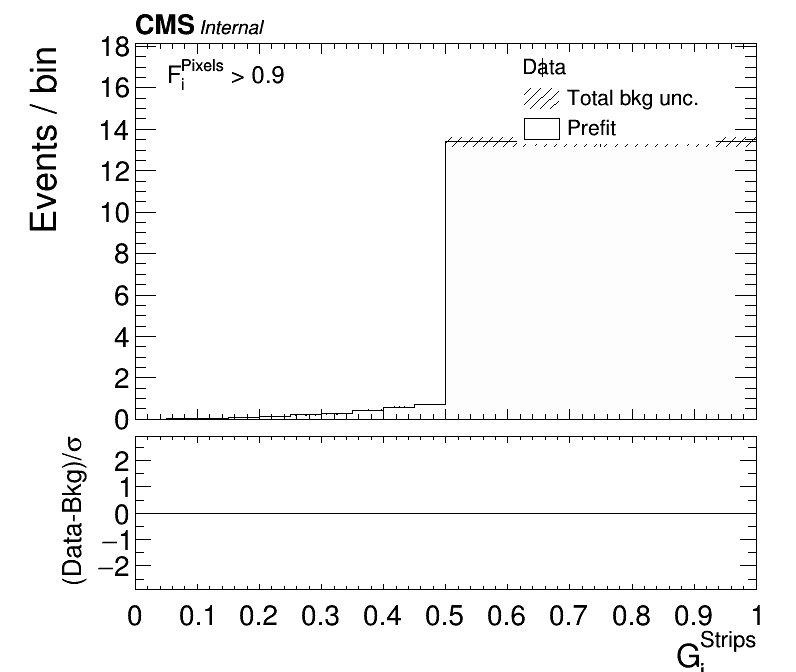 CMS Internal
F_i^Pixels > 0.9
Data
Total bkg unc.
Prefit
Events / bin
18
16
14
12
10
8
6
4
2
0
(Data-Bkg)/σ
2
1
0
−1
−2
0 0.1 0.2 0.3 0.4 0.5 0.6 0.7 0.8 0.9 1
G_i^Strips